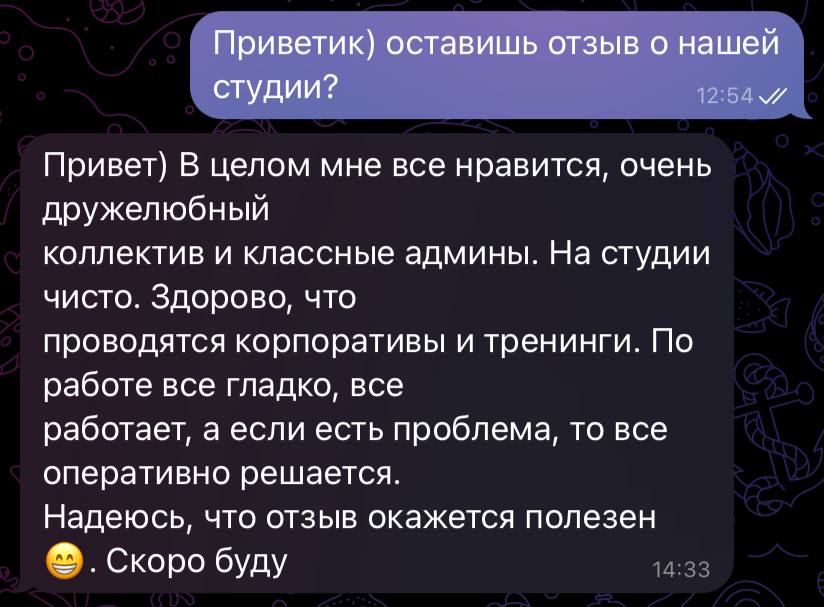 Приветик) оставишь отзыв о нашей
студии?
12:54
Привет) В целом мне все нравится, очень
дружелюбный
коллектив и классные админы. На студии
чисто. Здорово, что
проводятся корпоративы и тренинги. По
работе все гладко, все
работает, а если есть проблема, то все
оперативно решается.
Надеюсь, что отзыв окажется полезен
😁. Скоро буду
14:33